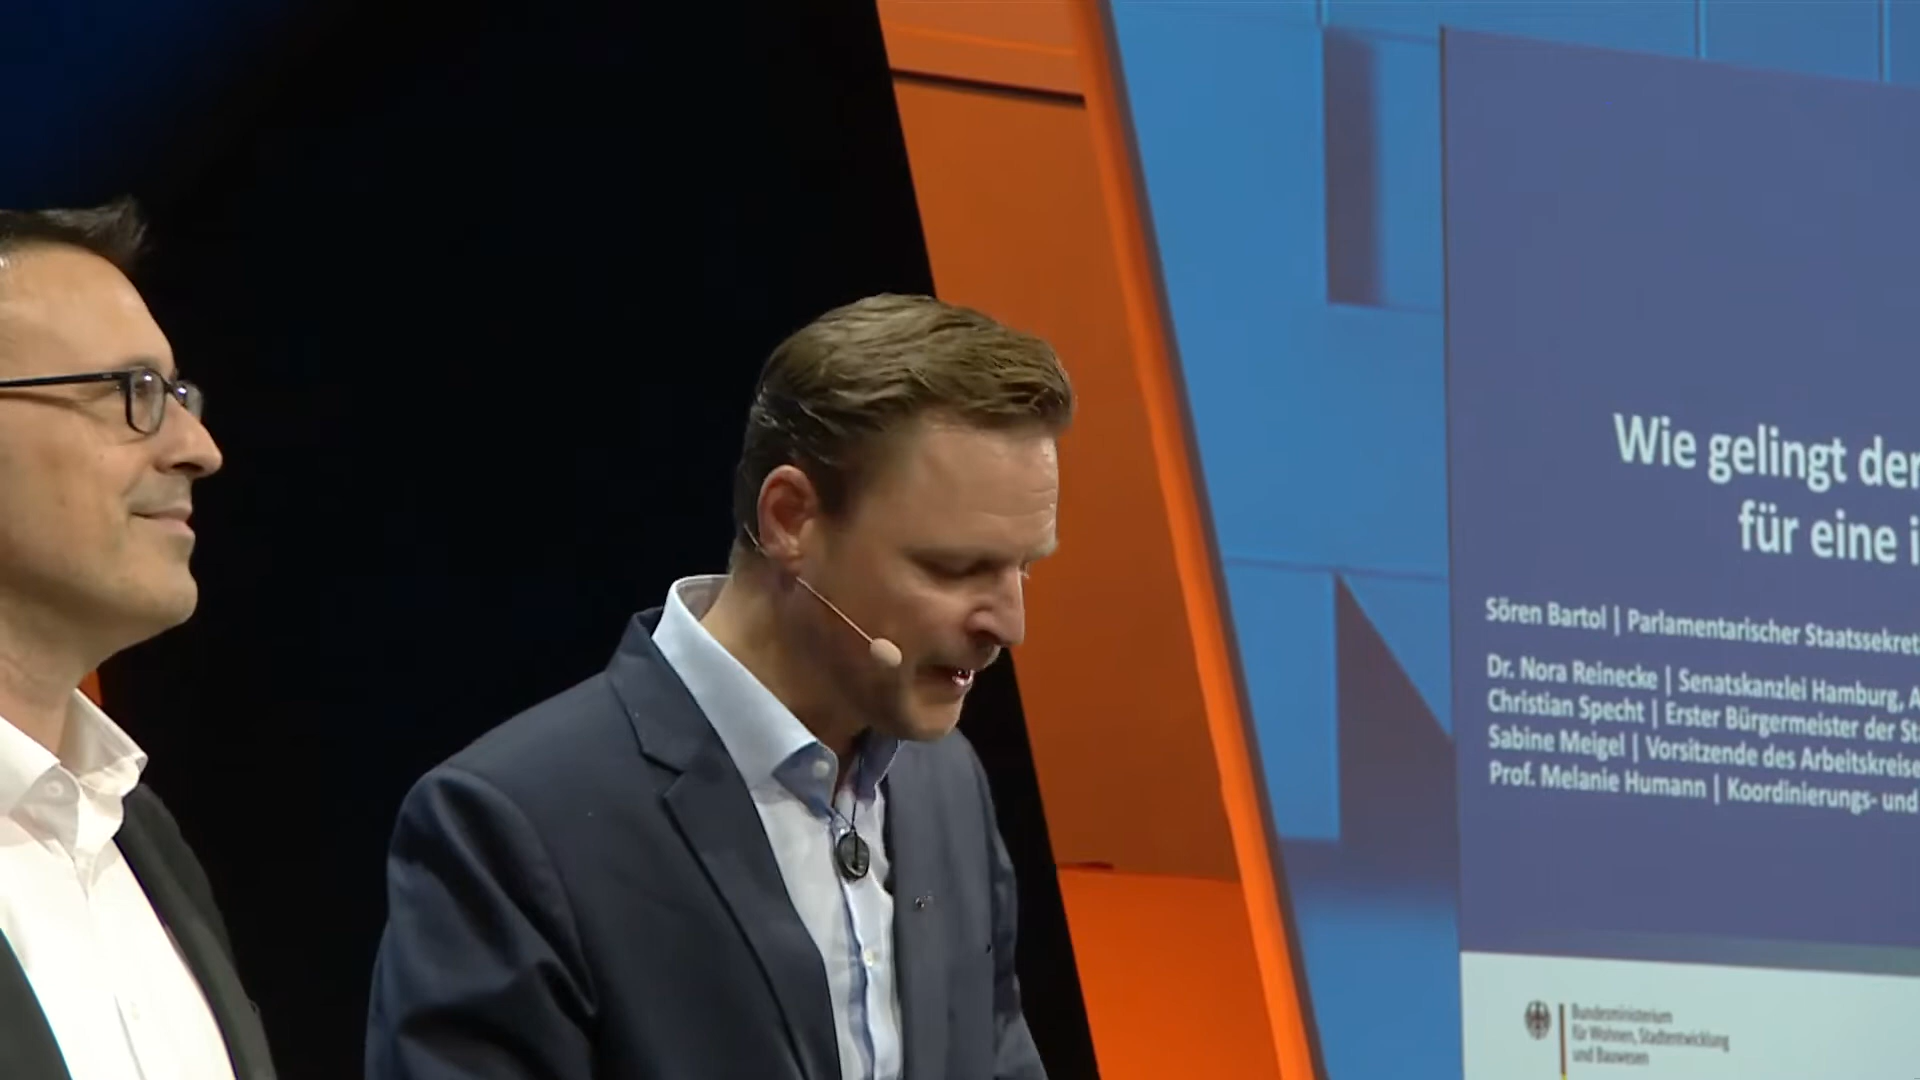 Wie gelingt der
für eine i
Sören Bartol | Parlamentarischer Staatssekret
Dr. Nora Reinecke | Senatskanzlei Hamburg, A
Christian Specht | Erster Bürgermeister der Sta
Sabine Meigel | Vorsitzende des Arbeitskreise
Prof. Melanie Humann | Koordinierungs- und
Bundesministerium
für Wohnen, Stadtentwicklung
und Bauwesen